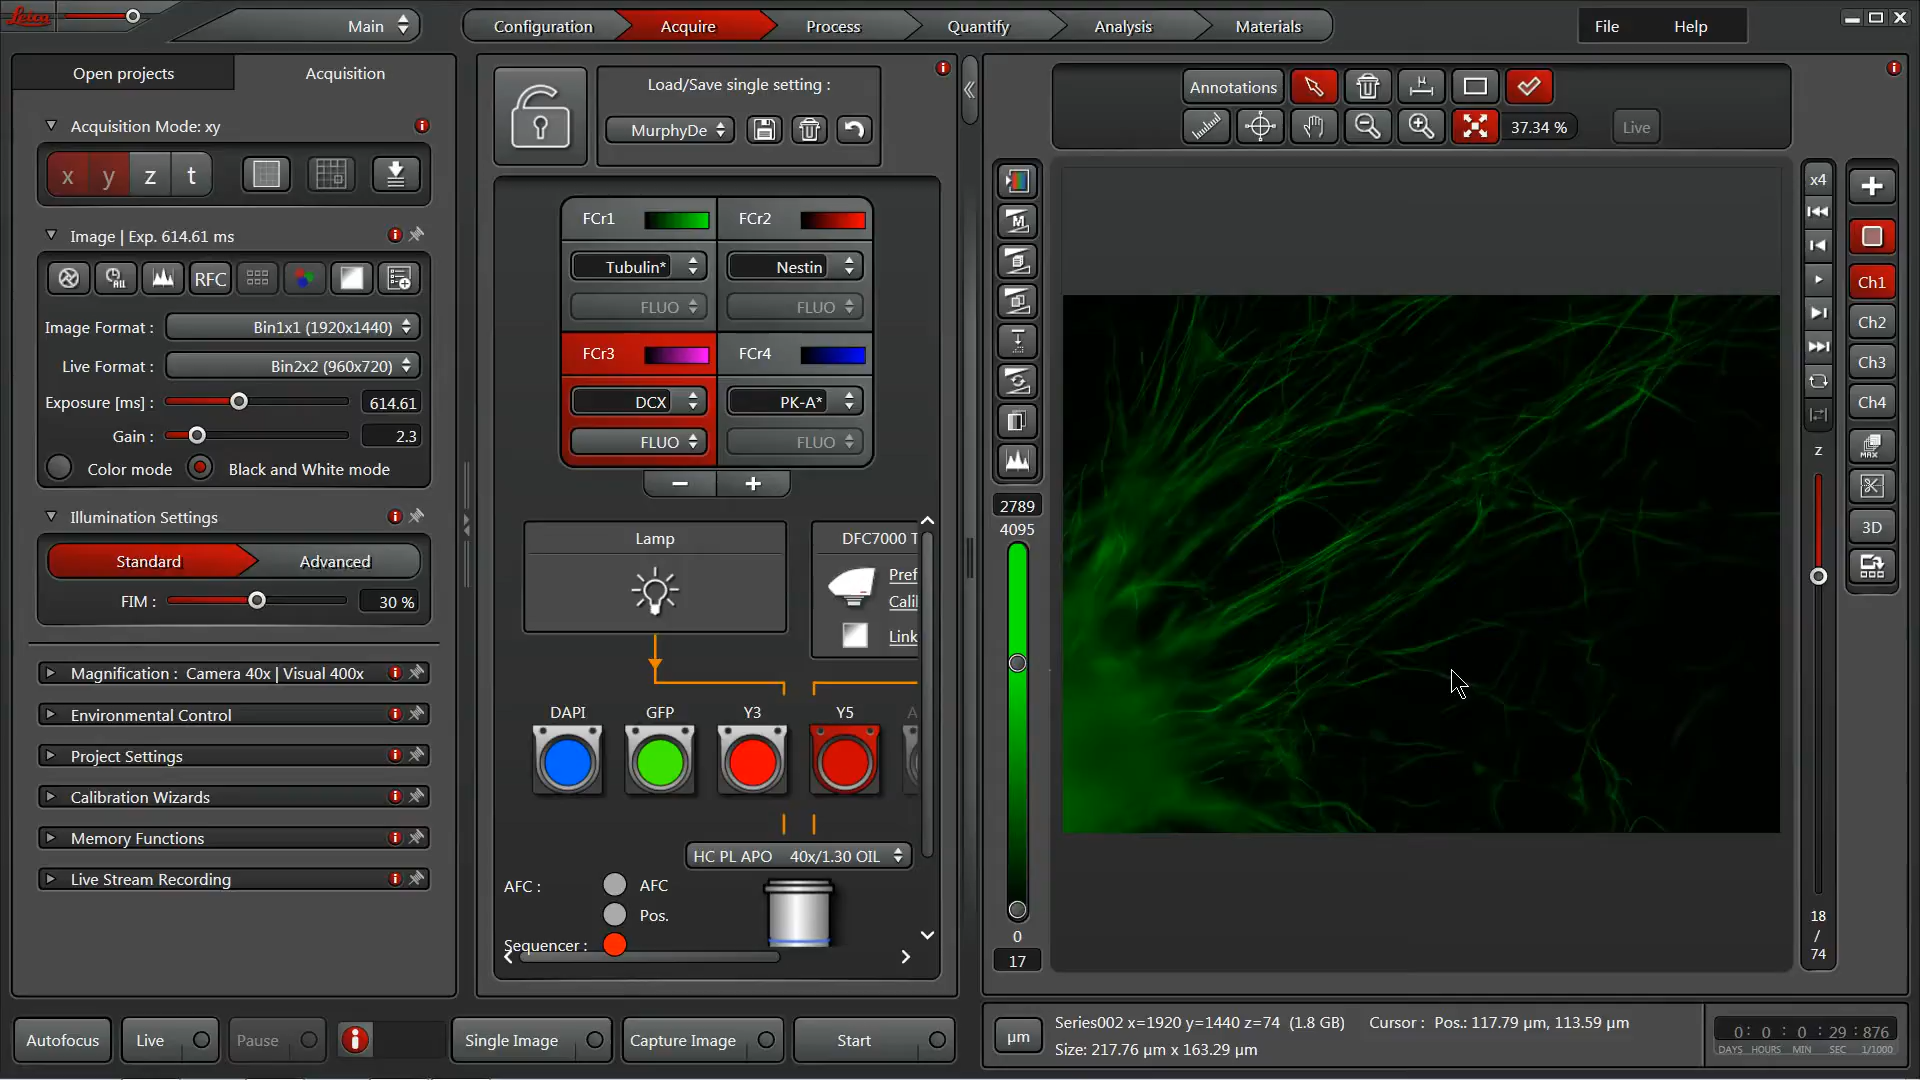 Leica
Main
Configuration
Acquire
Process
Quantify
Analysis
Materials
File
Help
Open projects
Acquisition
Load/Save single setting :
Annotations
Acquisition Mode: xy
MurphyDe
37.34 %
Live
x
y
z
t
x4
FCr1
FCr2
Image | Exp. 614.61 ms
Tubulin*
Nestin
RFC
Ch1
FLUO
FLUO
Image Format :
Bin1x1 (1920x1440)
Ch2
FCr3
FCr4
Live Format :
Bin2x2 (960x720)
Ch3
Exposure [ms] :
614.61
DCX
PK-A*
Ch4
Gain :
2.3
FLUO
FLUO
z
MAX
Color mode
Black and White mode
2789
4095
Illumination Settings
3D
Lamp
DFC7000 T
Standard
Advanced
Pref
FIM :
30 %
Cali
Link
Magnification : Camera 40x | Visual 400x
Environmental Control
DAPI
GFP
Y3
Y5
A
Project Settings
Calibration Wizards
Memory Functions
HC PL APO 40x/1.30 OIL
Live Stream Recording
AFC :
AFC
Pos.
18
/
74
Sequencer :
0
17
Autofocus
Live
Pause
Single Image
Capture Image
Start
µm
Series002 x=1920 y=1440 z=74 (1.8 GB)
Cursor : Pos.: 117.79 µm, 113.59 µm
Size: 217.76 µm x 163.29 µm
0: 0: 0 :29 :876
DAYS HOURS MIN SEC 1/1000